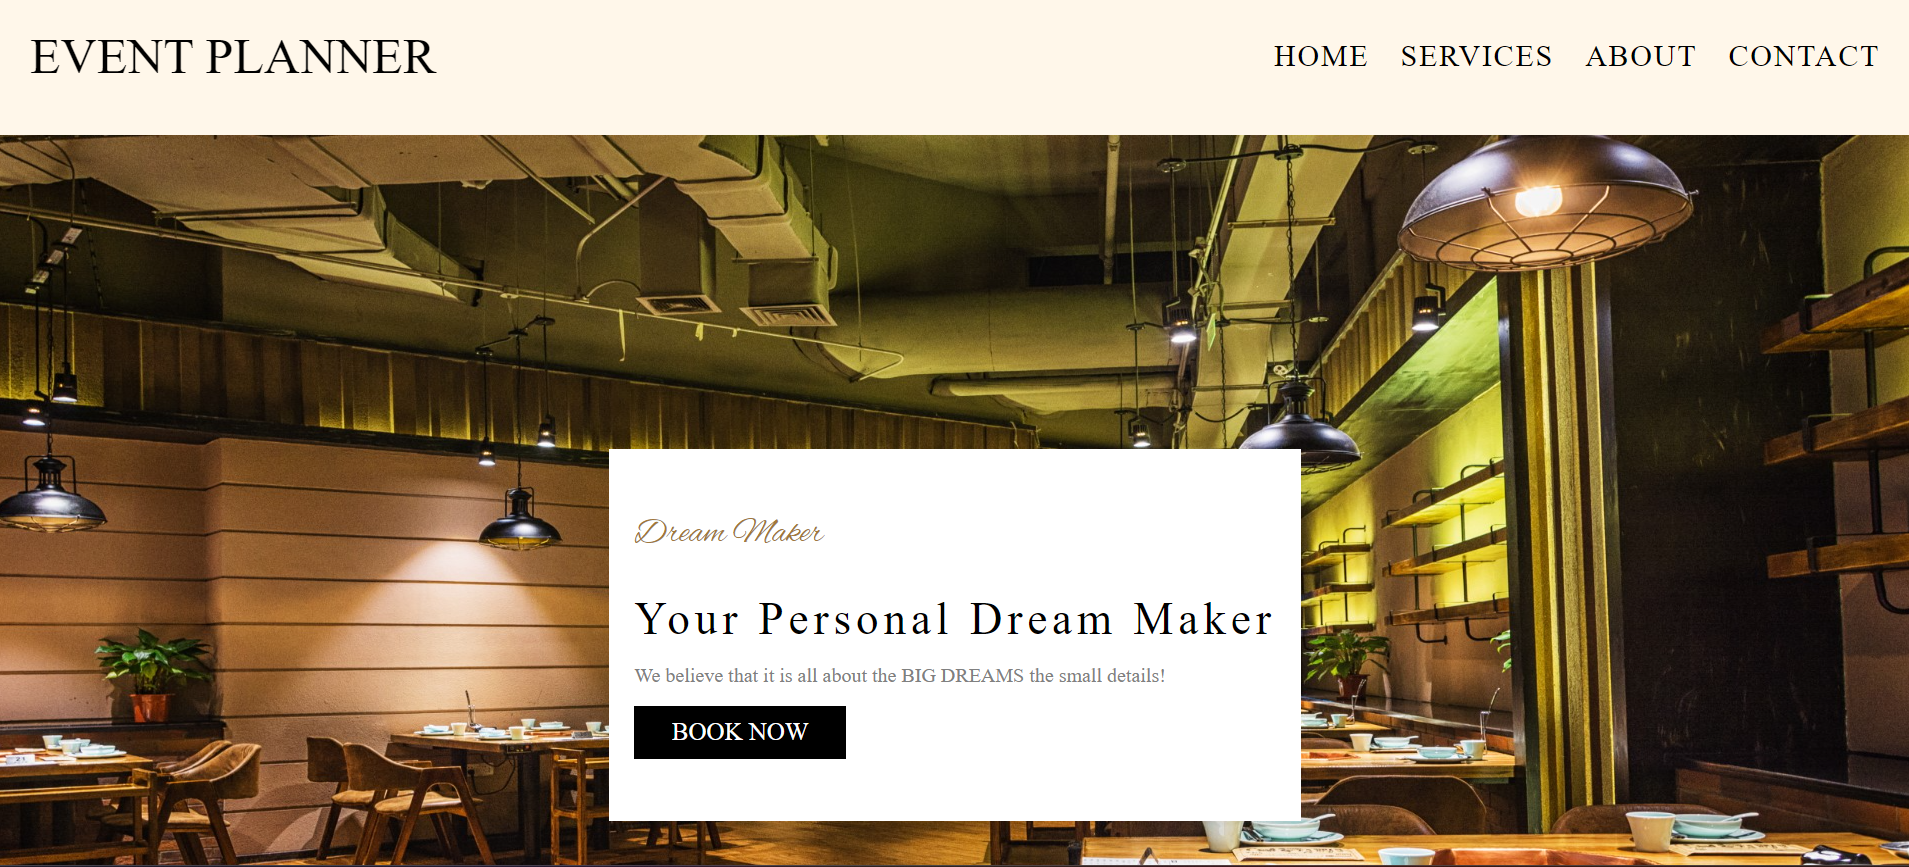 EVENT PLANNER
HOME SERVICES ABOUT CONTACT
Dream Maker
Your Personal Dream Maker
We believe that it is all about the BIG DREAMS the small details!
BOOK NOW
21